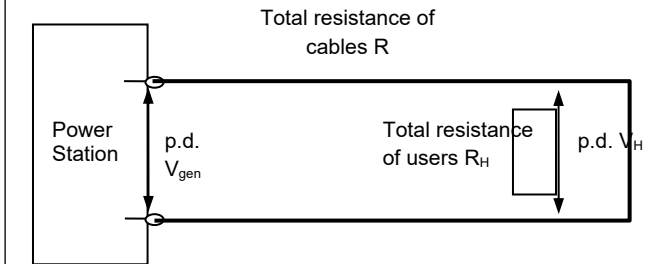 Total resistance of
cables R
Power
Station
p.d.
Vgen
Total resistance
of users RH
p.d. VH